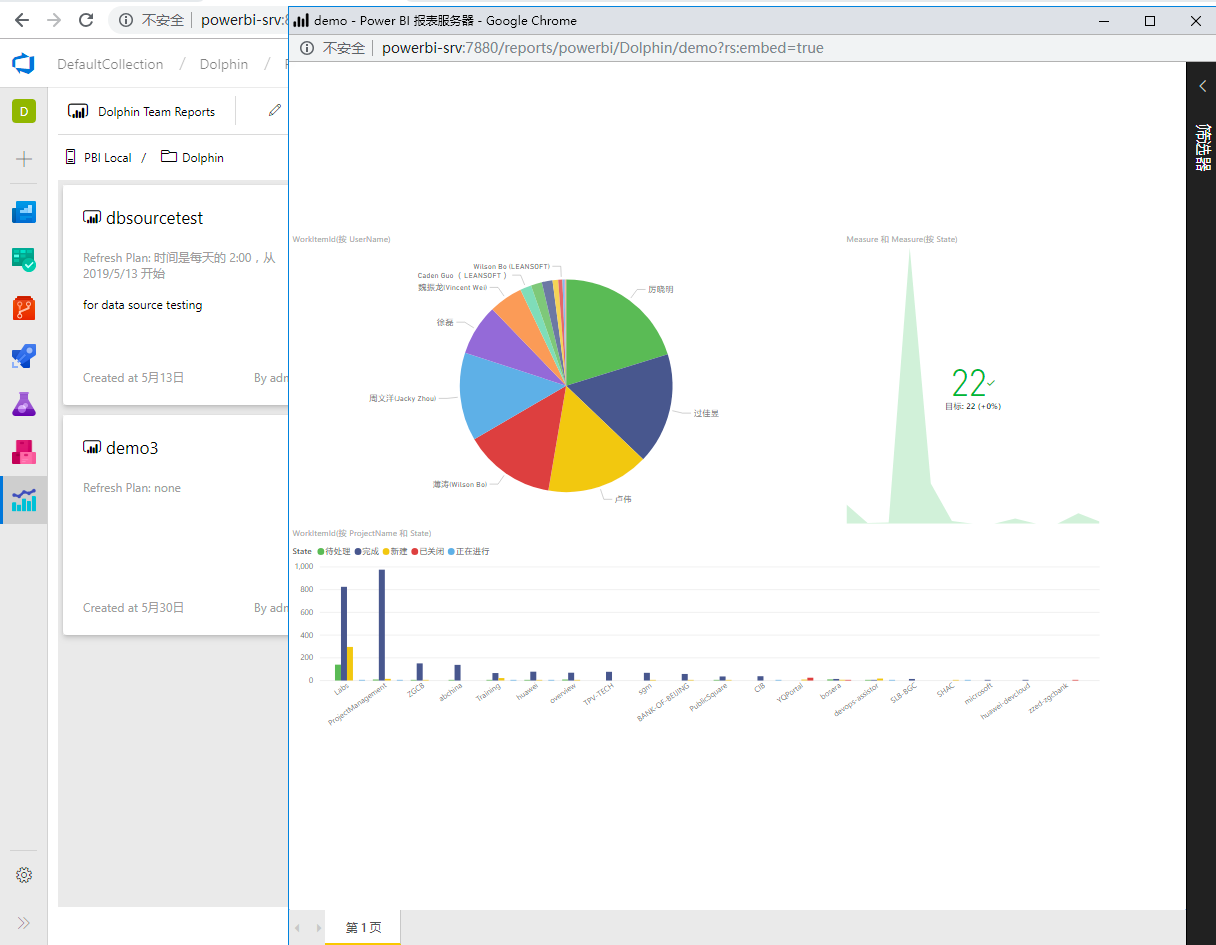 不安全 powerbi-srv:8
demo - Power BI 报表服务器 - Google Chrome
不安全 powerbi-srv:7880/reports/powerbi/Dolphin/demo?rs:embed=true
DefaultCollection / Dolphin /
D
Dolphin Team Reports
PBI Local / Dolphin
dbsourcetest
Refresh Plan: 时间是每天的 2:00，从
2019/5/13 开始
for data source testing
Created at 5月13日 By adm
demo3
Refresh Plan: none
Created at 5月30日 By adm
筛选器
WorkItemId(按 UserName)
Wilson Bo (LEANSOFT)
Caden Guo （ LEANSOFT ）
魏振龙(Vincent Wei)
徐磊
周文洋(Jacky Zhou)
薄涛(Wilson Bo)
厉晓明
过佳昱
卢伟
Measure 和 Measure(按 State)
22
目标: 22 (+0%)
WorkItemId(按 ProjectName 和 State)
State 待处理 完成 新建 已关闭 正在进行
1,000
800
600
400
200
0
Labs
ProjectManagement
ZGCB
abchina
Training
huawei
overview
TPV-TECH
sgm
BANK-OF-BEIJING
PublicSquare
CIB
YQPortal
bosera
devops-assistor
SLB-BGC
SHAC
microsoft
huawei-devcloud
zzed-zgcbank
第 1 页